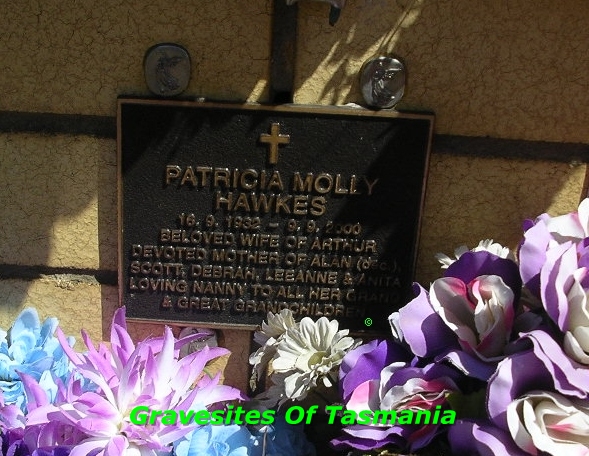 PATRICIA MOLLY
HAWKES
16. 9. 1932 - 9. 9. 2000
BELOVED WIFE OF ARTHUR
DEVOTED MOTHER OF ALAN (dec.),
SCOTT, DEBRAH, LEEANNE & ANITA
LOVING NANNY TO ALL HER GRAND
& GREAT GRANDCHILDREN
©
Gravesites Of Tasmania